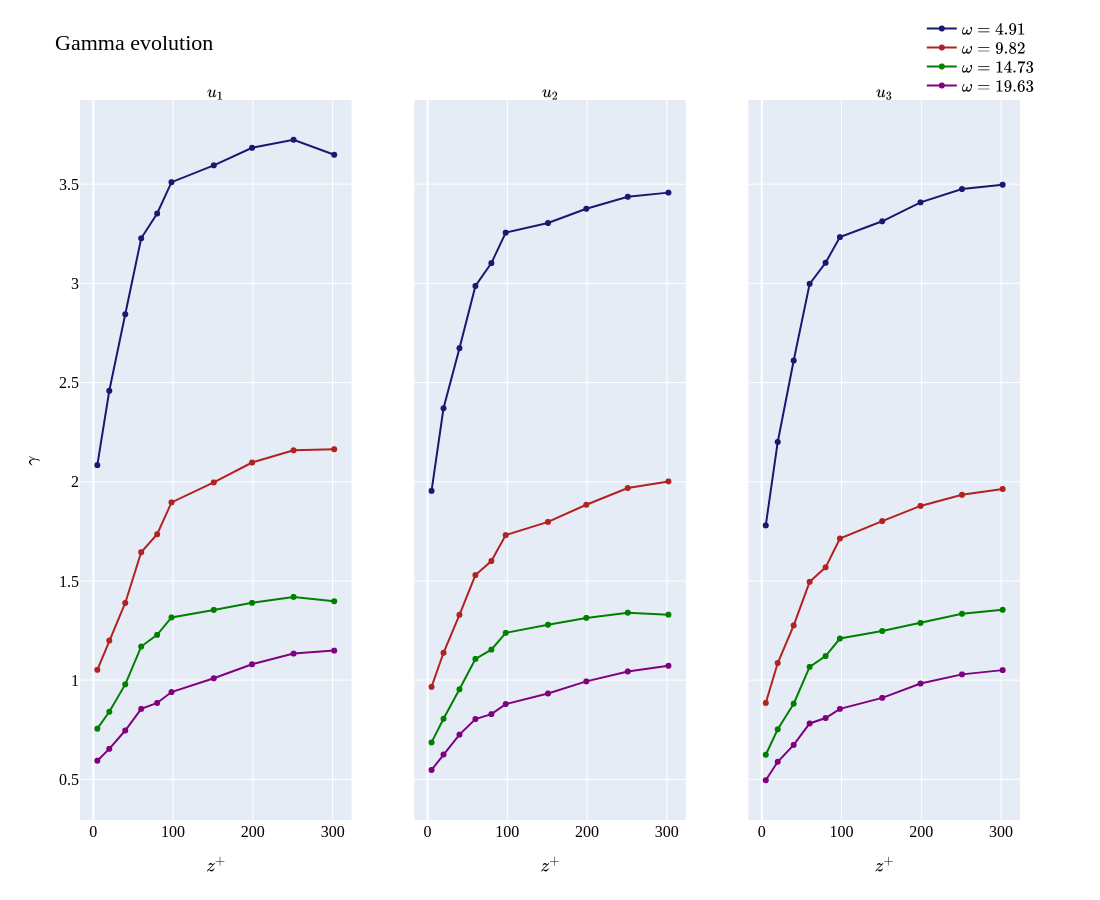 Gamma evolution
ω = 4.91
ω = 9.82
ω = 14.73
ω = 19.63
u₁ u₂ u₃
3.5
3
2.5
2
1.5
1
0.5
γ
0 100 200 300 0 100 200 300 0 100 200 300
z⁺ z⁺ z⁺